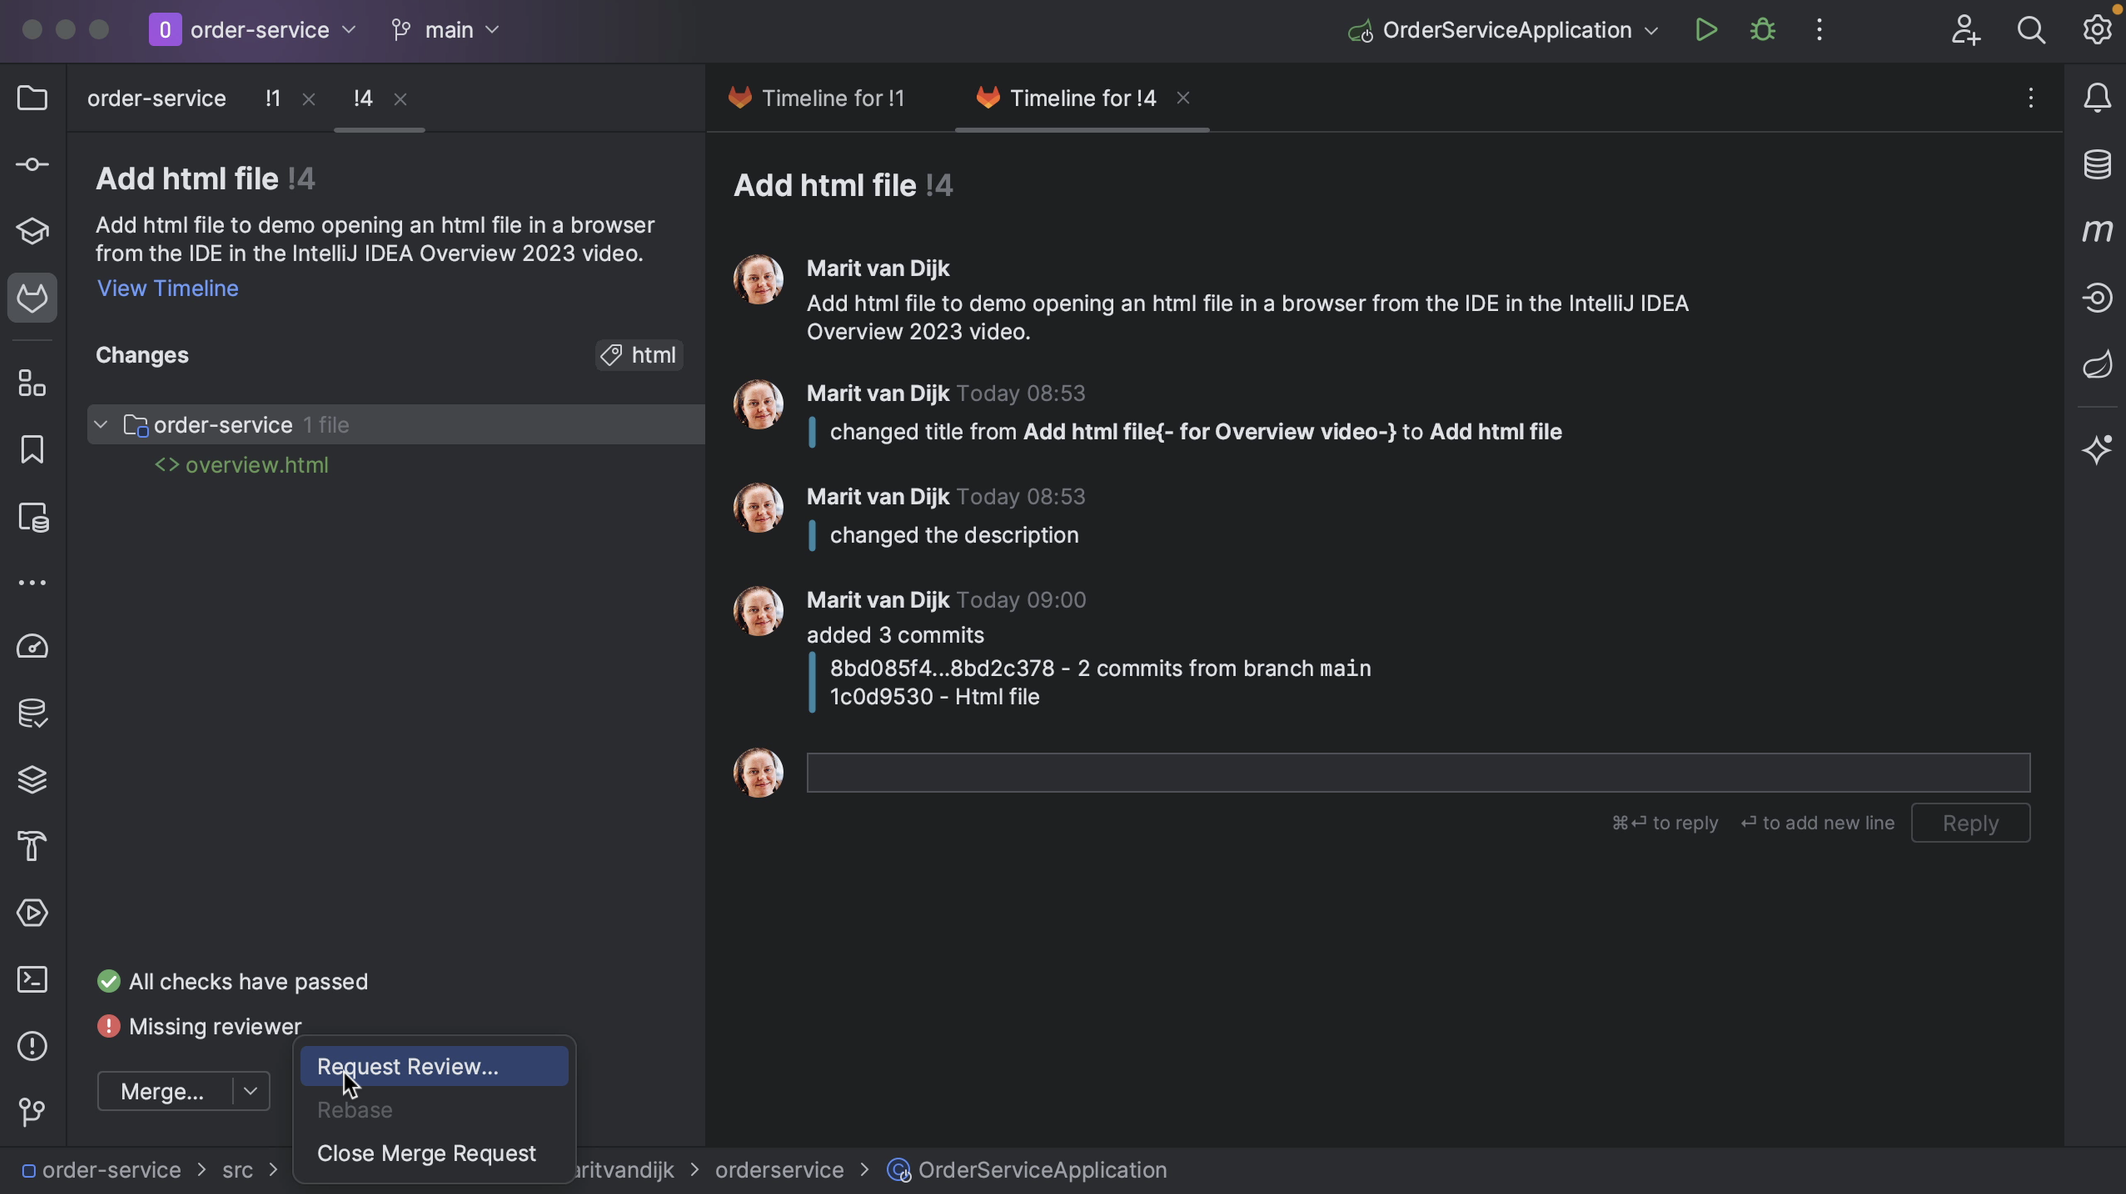 0 order-service main OrderServiceApplication
order-service !1 !4 Timeline for !1 Timeline for !4
Add html file !4
Add html file to demo opening an html file in a browser
from the IDE in the IntelliJ IDEA Overview 2023 video.
View Timeline
Changes html
order-service 1 file
<> overview.html
All checks have passed
Missing reviewer
Merge...
Request Review...
Rebase
Close Merge Request
Add html file !4
Marit van Dijk
Add html file to demo opening an html file in a browser from the IDE in the IntelliJ IDEA
Overview 2023 video.
Marit van Dijk Today 08:53
changed title from Add html file{- for Overview video-} to Add html file
Marit van Dijk Today 08:53
changed the description
Marit van Dijk Today 09:00
added 3 commits
8bd085f4...8bd2c378 - 2 commits from branch main
1c0d9530 - Html file
⌘⏎ to reply ⏎ to add new line Reply
m
order-service > src > aritvandijk > orderservice > OrderServiceApplication